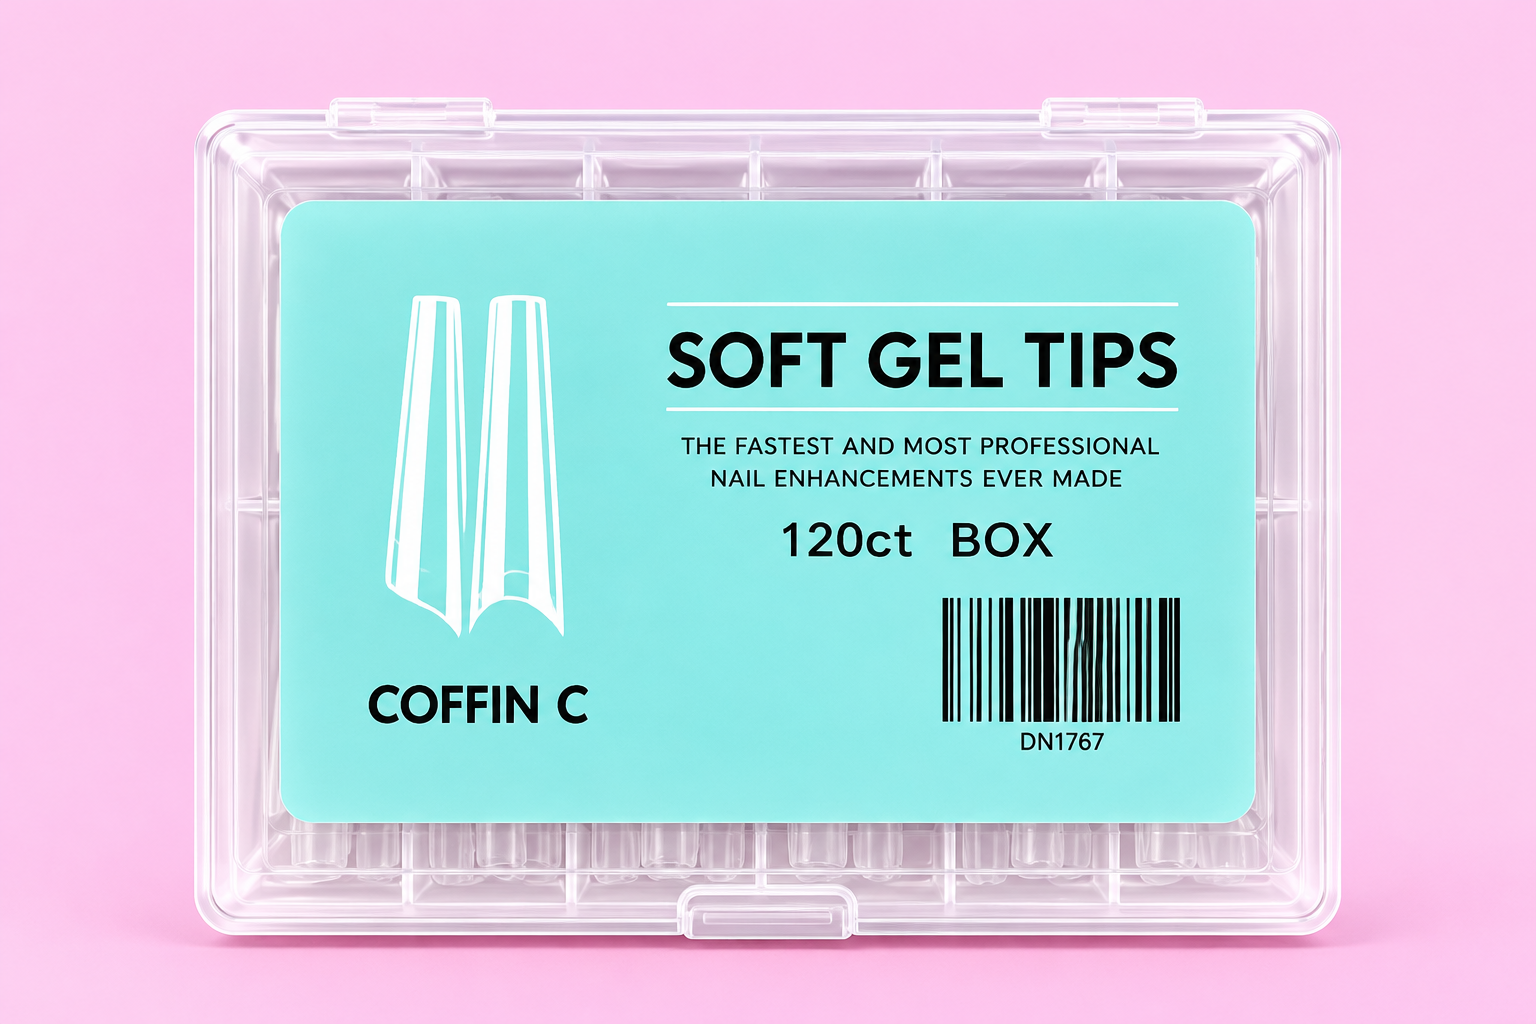 SOFT GEL TIPS
THE FASTEST AND MOST PROFESSIONAL
NAIL ENHANCEMENTS EVER MADE
120ct BOX
COFFIN C
DN1767